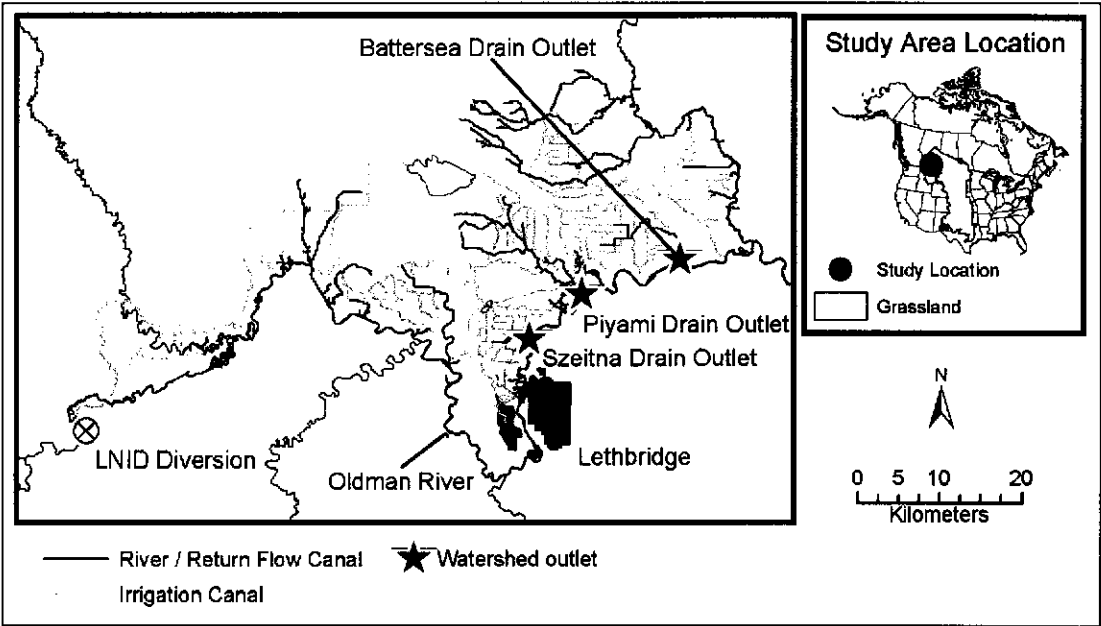 Battersea Drain Outlet
Piyami Drain Outlet
Szeitna Drain Outlet
LNID Diversion
Oldman River
Lethbridge
Study Area Location
Study Location
Grassland
N
0 5 10 20
Kilometers
River / Return Flow Canal
Watershed outlet
Irrigation Canal